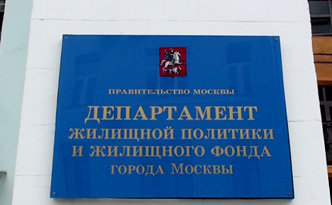 ПРАВИТЕЛЬСТВО МОСКВЫ
ДЕПАРТАМЕНТ
ЖИЛИЩНОЙ ПОЛИТИКИ
И ЖИЛИЩНОГО ФОНДА
ГОРОДА МОСКВЫ